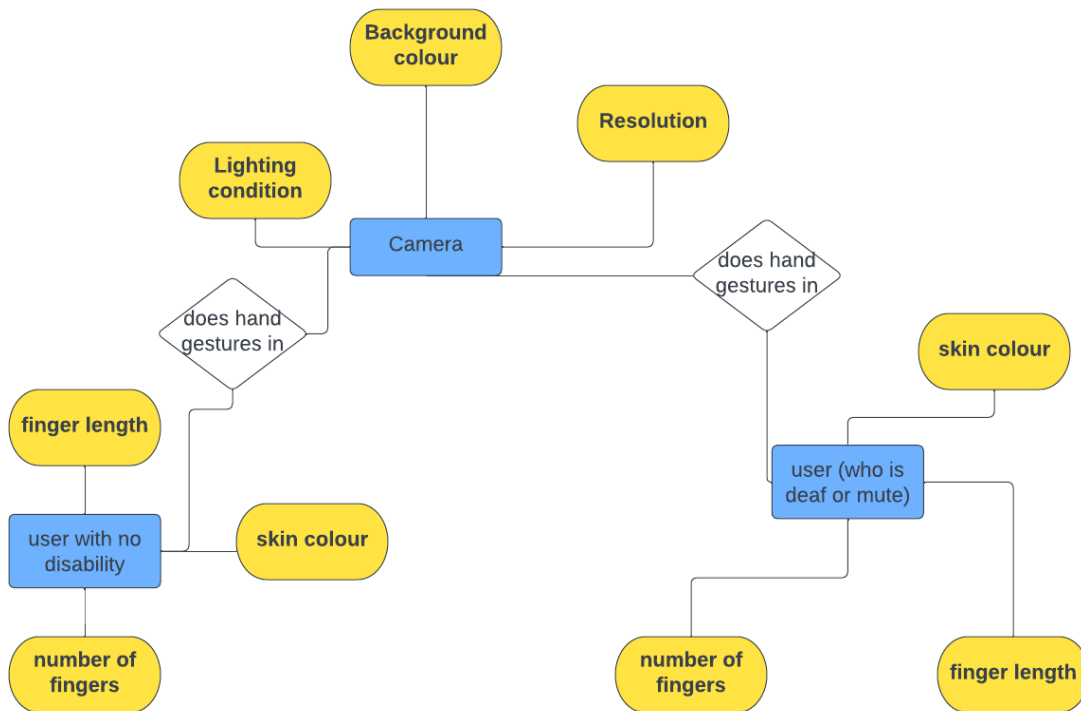 Background
colour
Resolution
Lighting
condition
Camera
does hand
gestures in
does hand
gestures in
skin colour
finger length
user (who is
deaf or mute)
user with no
disability
skin colour
number of
fingers
number of
fingers
finger length